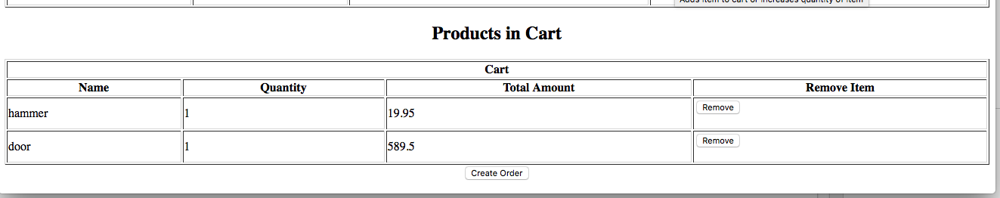 Adds item to cart or increases quantity of item
Products in Cart
Cart
Name Quantity Total Amount Remove Item
hammer 1 19.95 Remove
door 1 589.5 Remove
Create Order